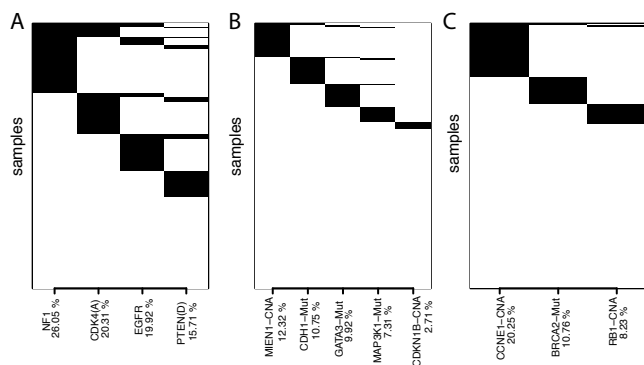 A
B
C
samples
samples
samples
NF1
26.05 %
CDK4(A)
20.31 %
EGFR
19.92 %
PTEN(D)
15.71 %
MIEN1−CNA
12.32 %
CDH1−Mut
10.75 %
GATA3−Mut
9.92 %
MAP3K1−Mut
7.31 %
CDKN1B−CNA
2.71 %
CCNE1−CNA
20.25 %
BRCA2−Mut
10.76 %
RB1−CNA
8.23 %